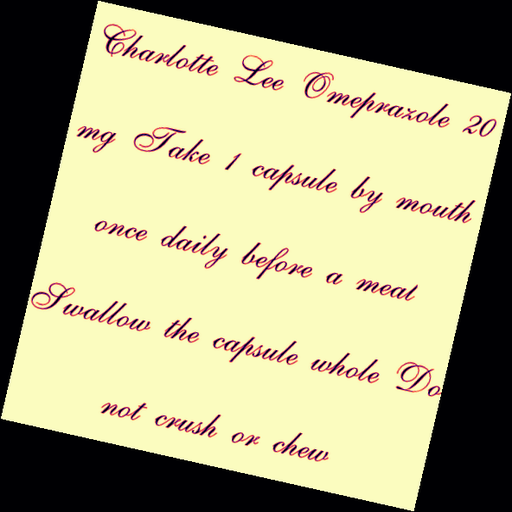 Charlotte Lee Omeprazole 20
mg Take 1 capsule by mouth
once daily before a meal
Swallow the capsule whole Do
not crush or chew